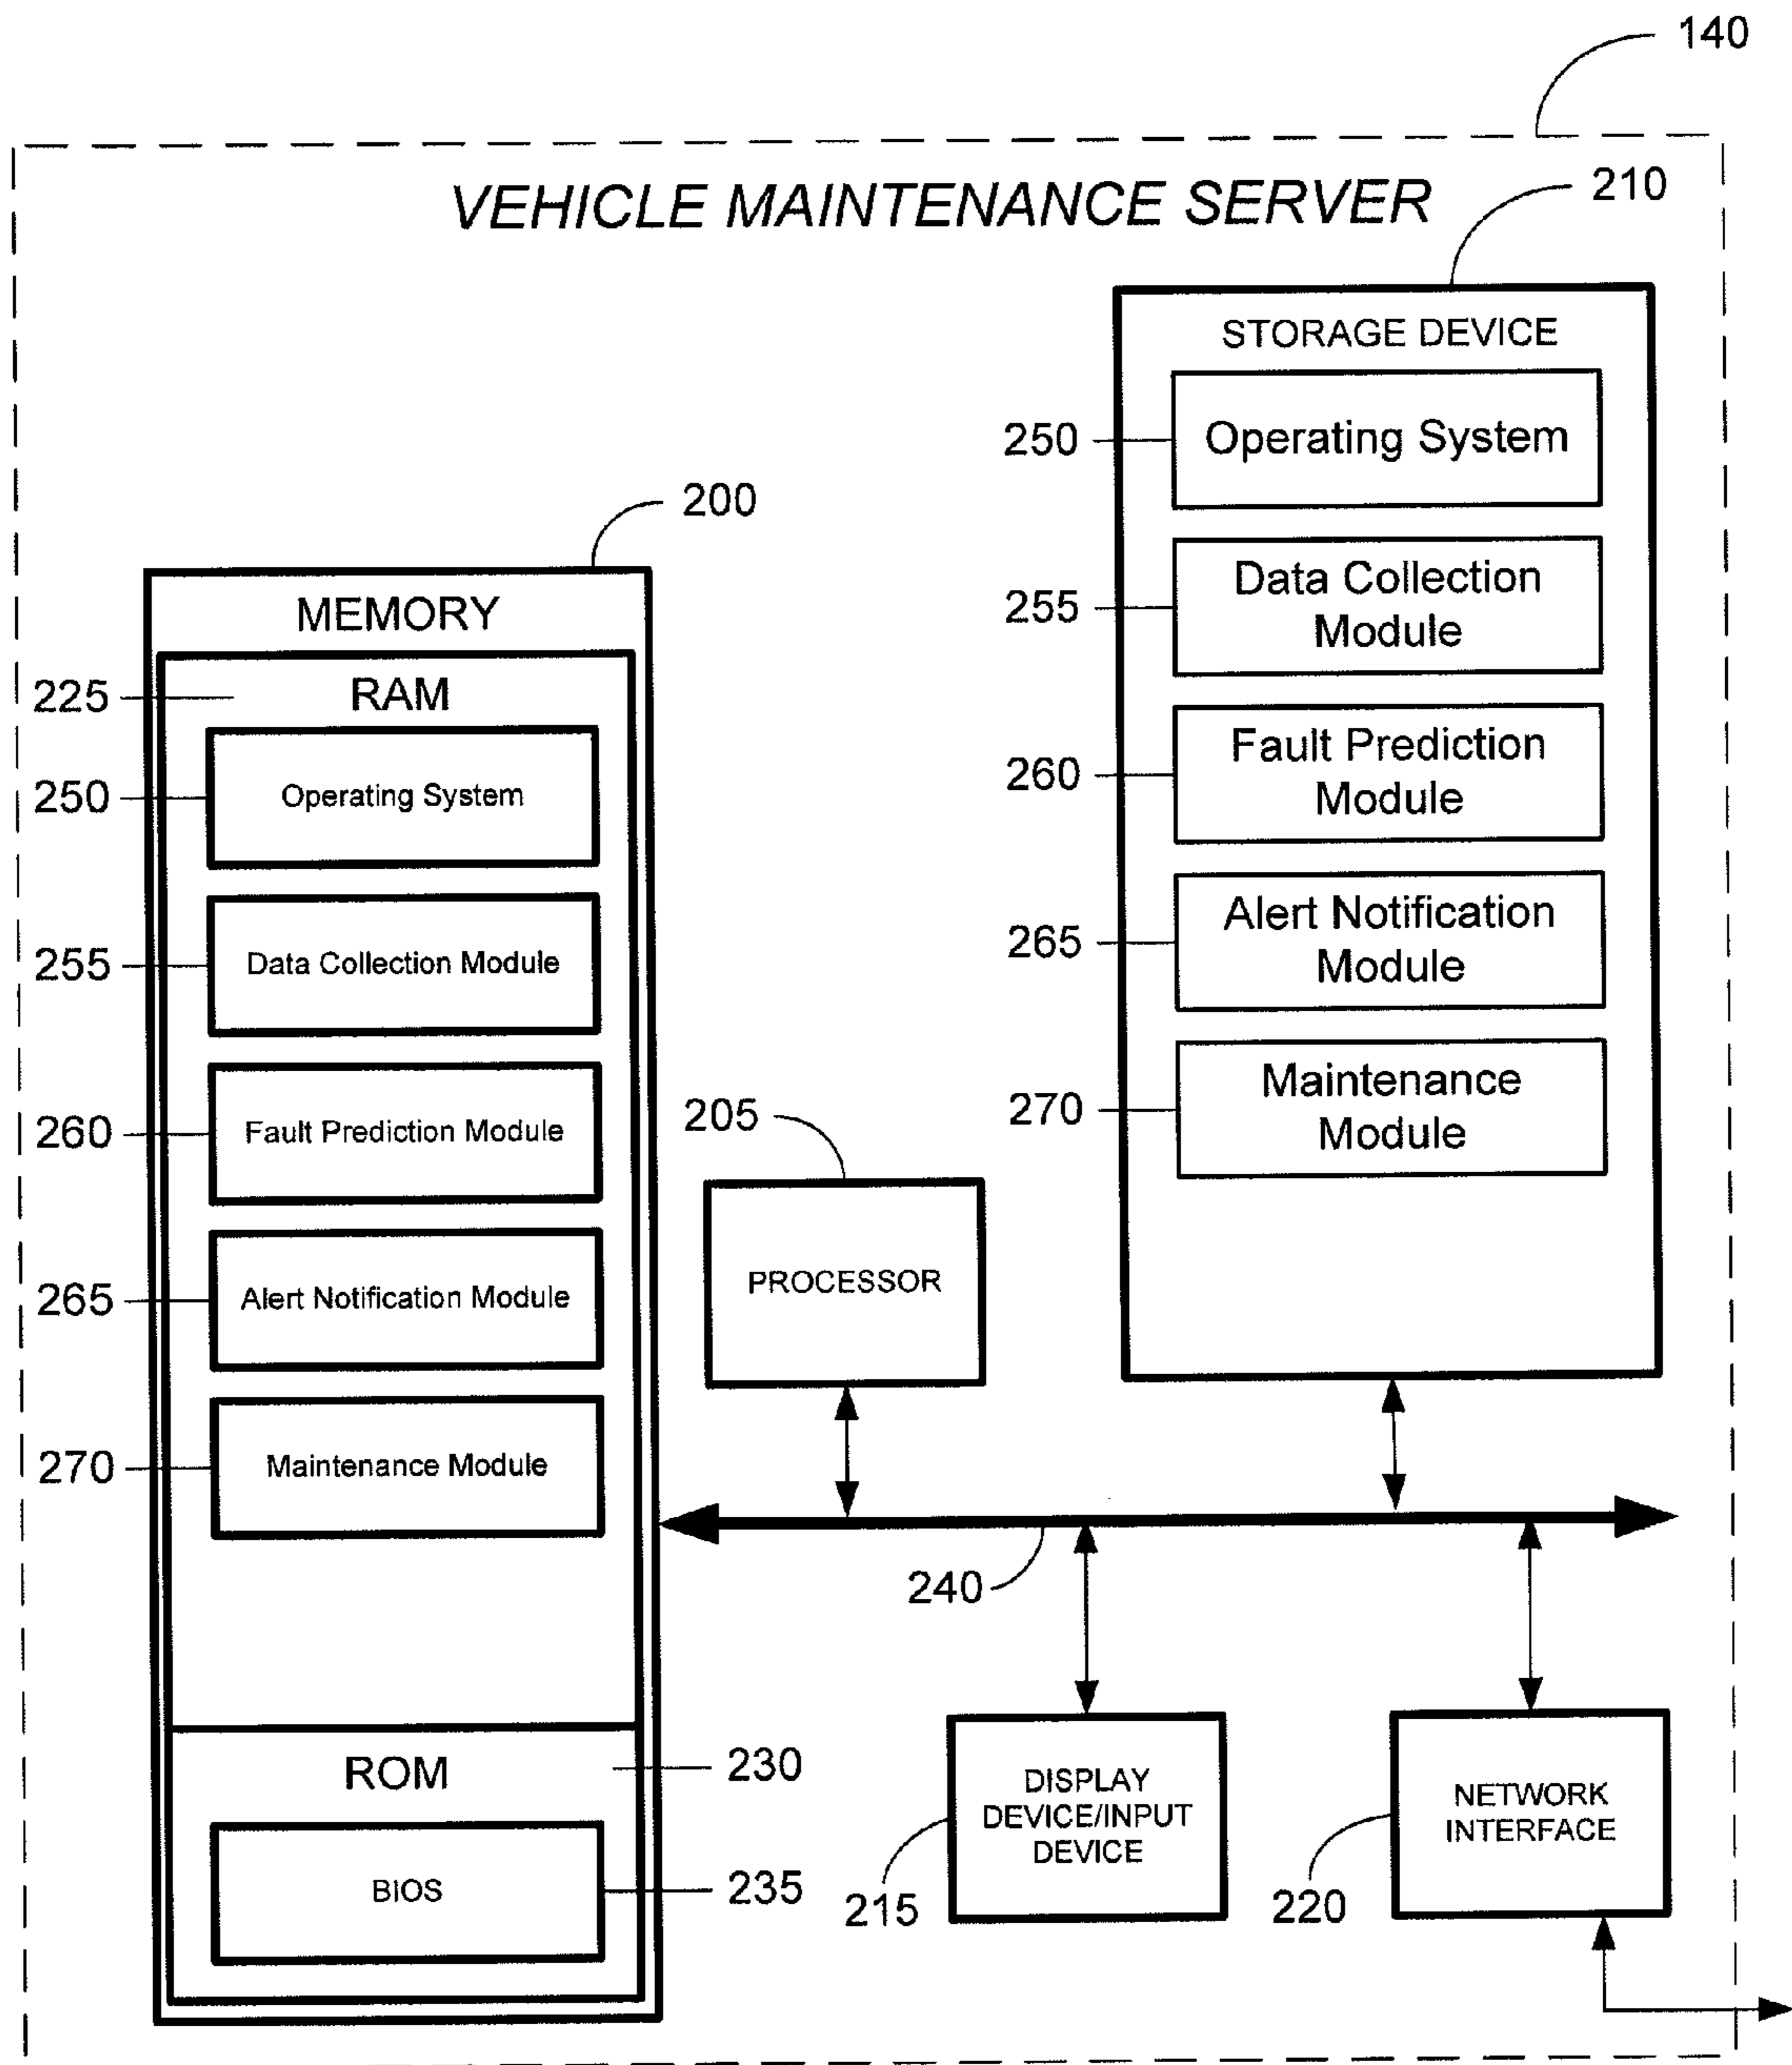 140
VEHICLE MAINTENANCE SERVER
210
STORAGE DEVICE
250
Operating System
255
Data Collection
Module
260
Fault Prediction
Module
265
Alert Notification
Module
270
Maintenance
Module
200
MEMORY
225
RAM
250
Operating System
255
Data Collection Module
260
Fault Prediction Module
265
Alert Notification Module
270
Maintenance Module
205
PROCESSOR
240
ROM
230
BIOS
235
DISPLAY
DEVICE/INPUT
DEVICE
215
NETWORK
INTERFACE
220